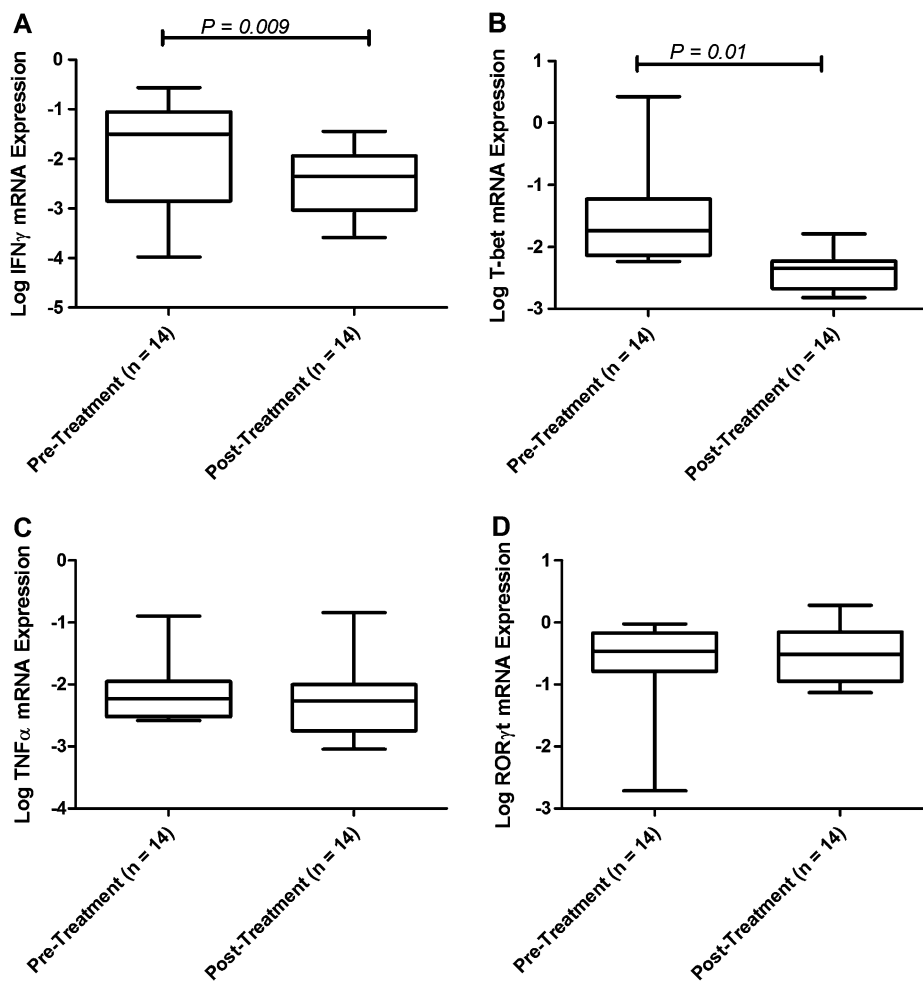 A
P = 0.009
Log IFNγ mRNA Expression
0
-1
-2
-3
-4
-5
Pre-Treatment (n = 14)
Post-Treatment (n = 14)
B
P = 0.01
Log T-bet mRNA Expression
1
0
-1
-2
-3
Pre-Treatment (n = 14)
Post-Treatment (n = 14)
C
Log TNFα mRNA Expression
0
-1
-2
-3
-4
Pre-Treatment (n = 14)
Post-Treatment (n = 14)
D
Log RORγt mRNA Expression
1
0
-1
-2
-3
Pre-Treatment (n = 14)
Post-Treatment (n = 14)